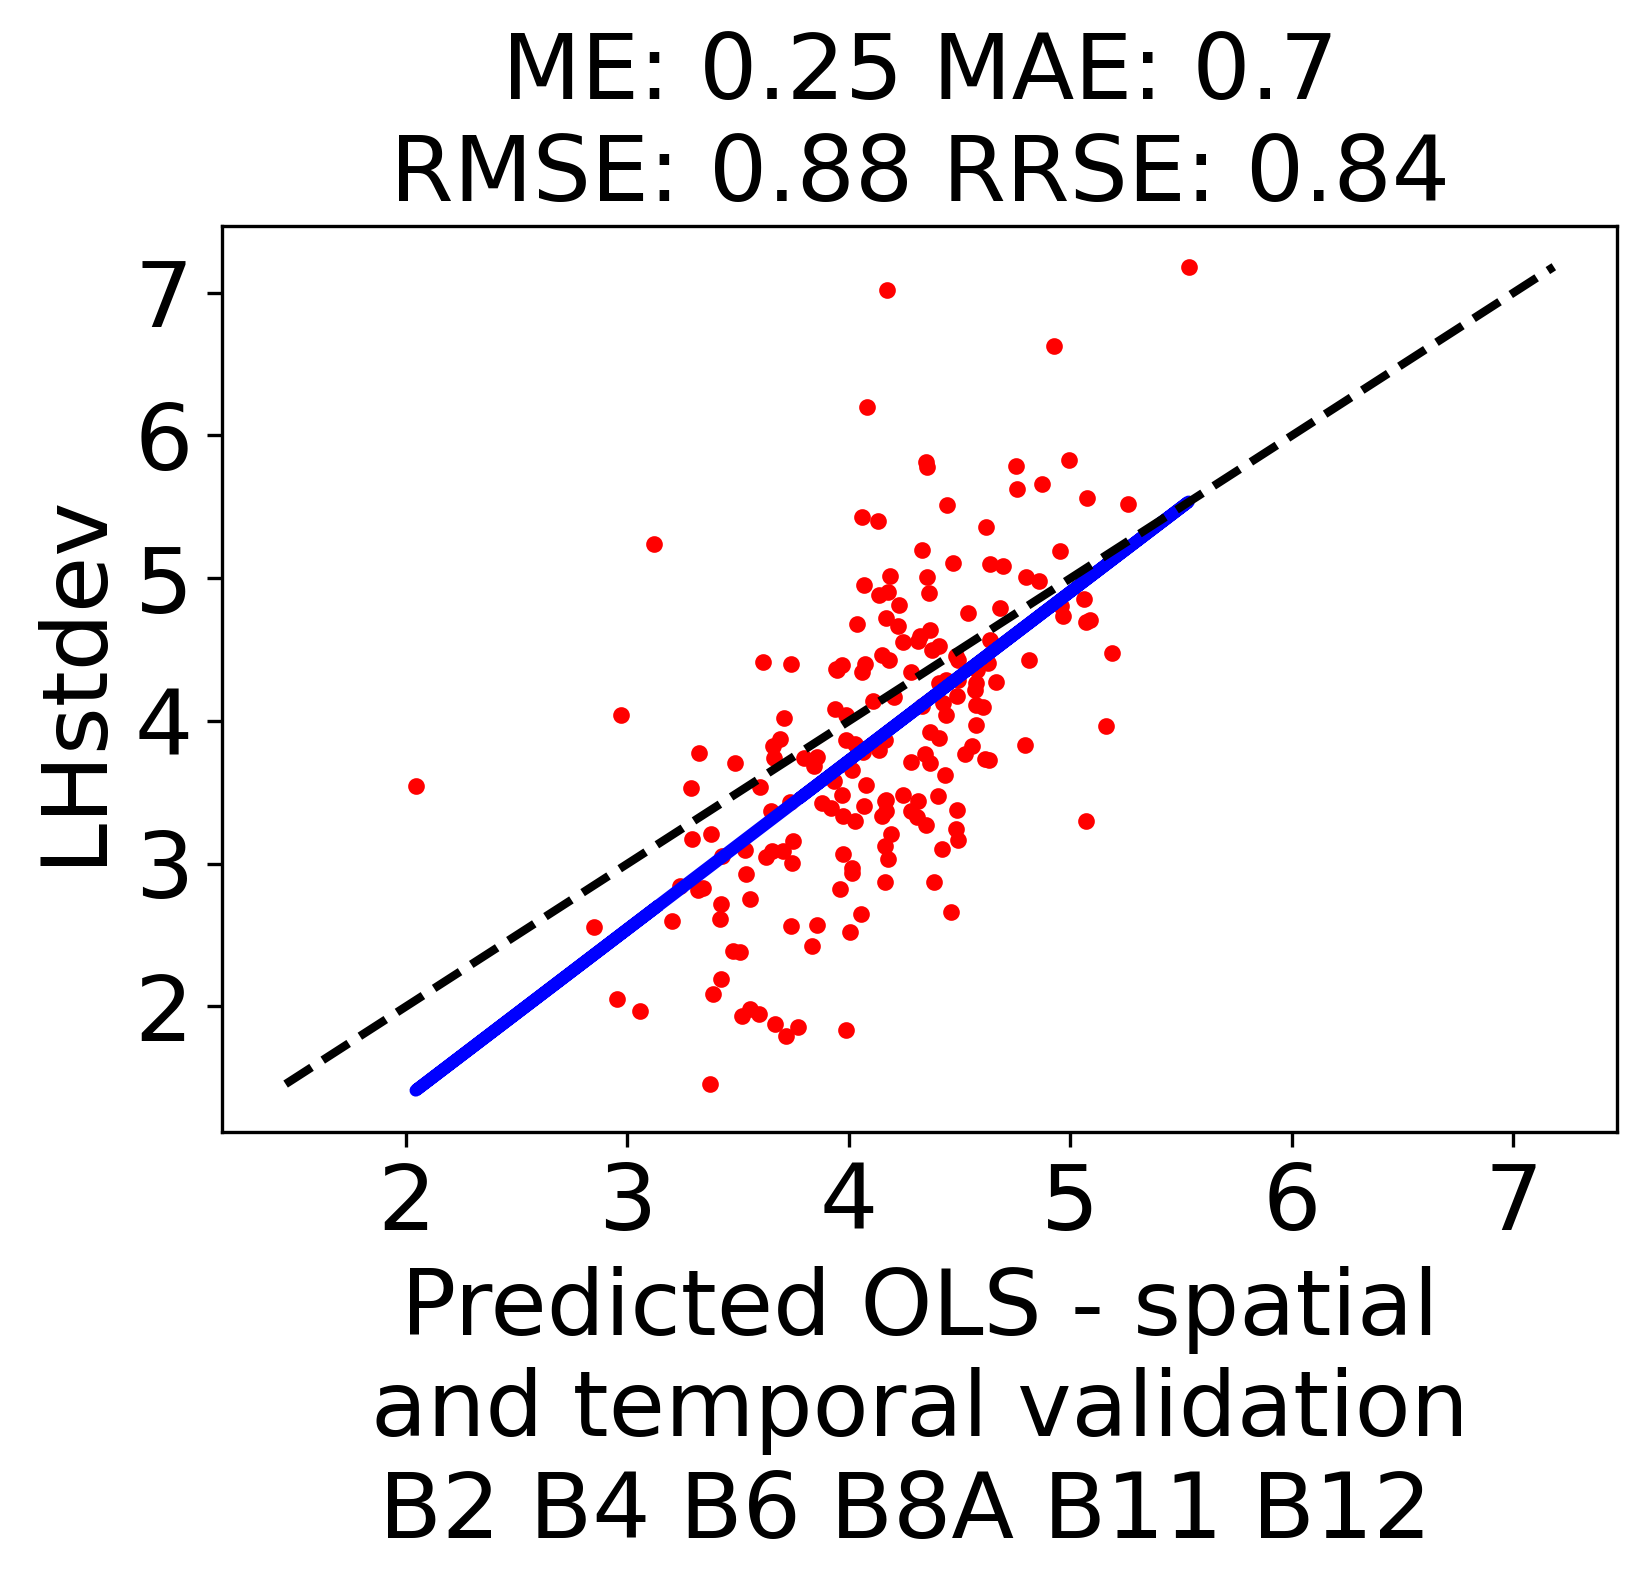 ME: 0.25 MAE: 0.7
RMSE: 0.88 RRSE: 0.84
7
6
5
4
3
2
LHstdev
2 3 4 5 6 7
Predicted OLS - spatial
and temporal validation
B2 B4 B6 B8A B11 B12